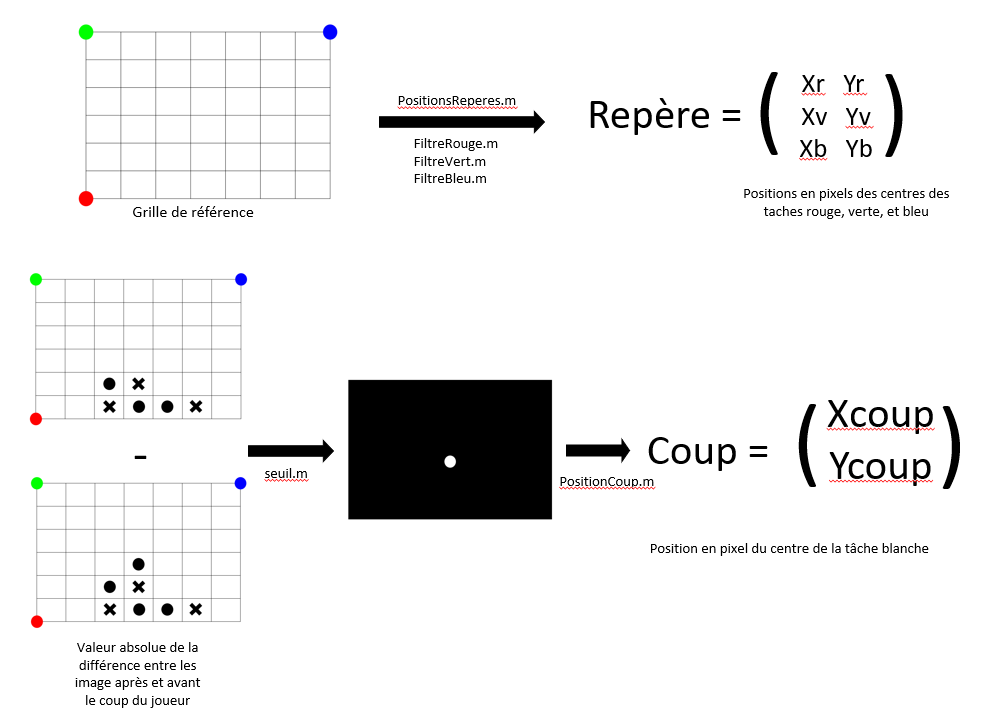 Grille de référence
PositionsReperes.m
FiltreRouge.m
FiltreVert.m
FiltreBleu.m
Repère =
Xr Yr
Xv Yv
Xb Yb
Positions en pixels des centres des
taches rouge, verte, et bleu
-
Valeur absolue de la
différence entre les
image après et avant
le coup du joueur
seuil.m
PositionCoup.m
Coup =
Xcoup
Ycoup
Position en pixel du centre de la tâche blanche